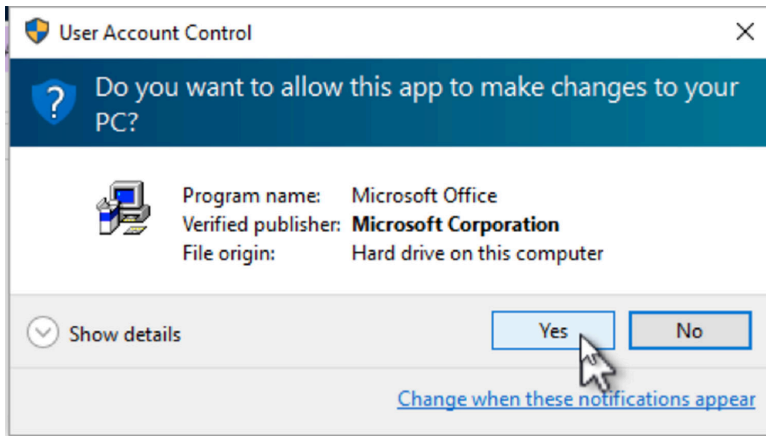 User Account Control
Do you want to allow this app to make changes to your
PC?
Program name: Microsoft Office
Verified publisher: Microsoft Corporation
File origin: Hard drive on this computer
Show details
Yes
No
Change when these notifications appear